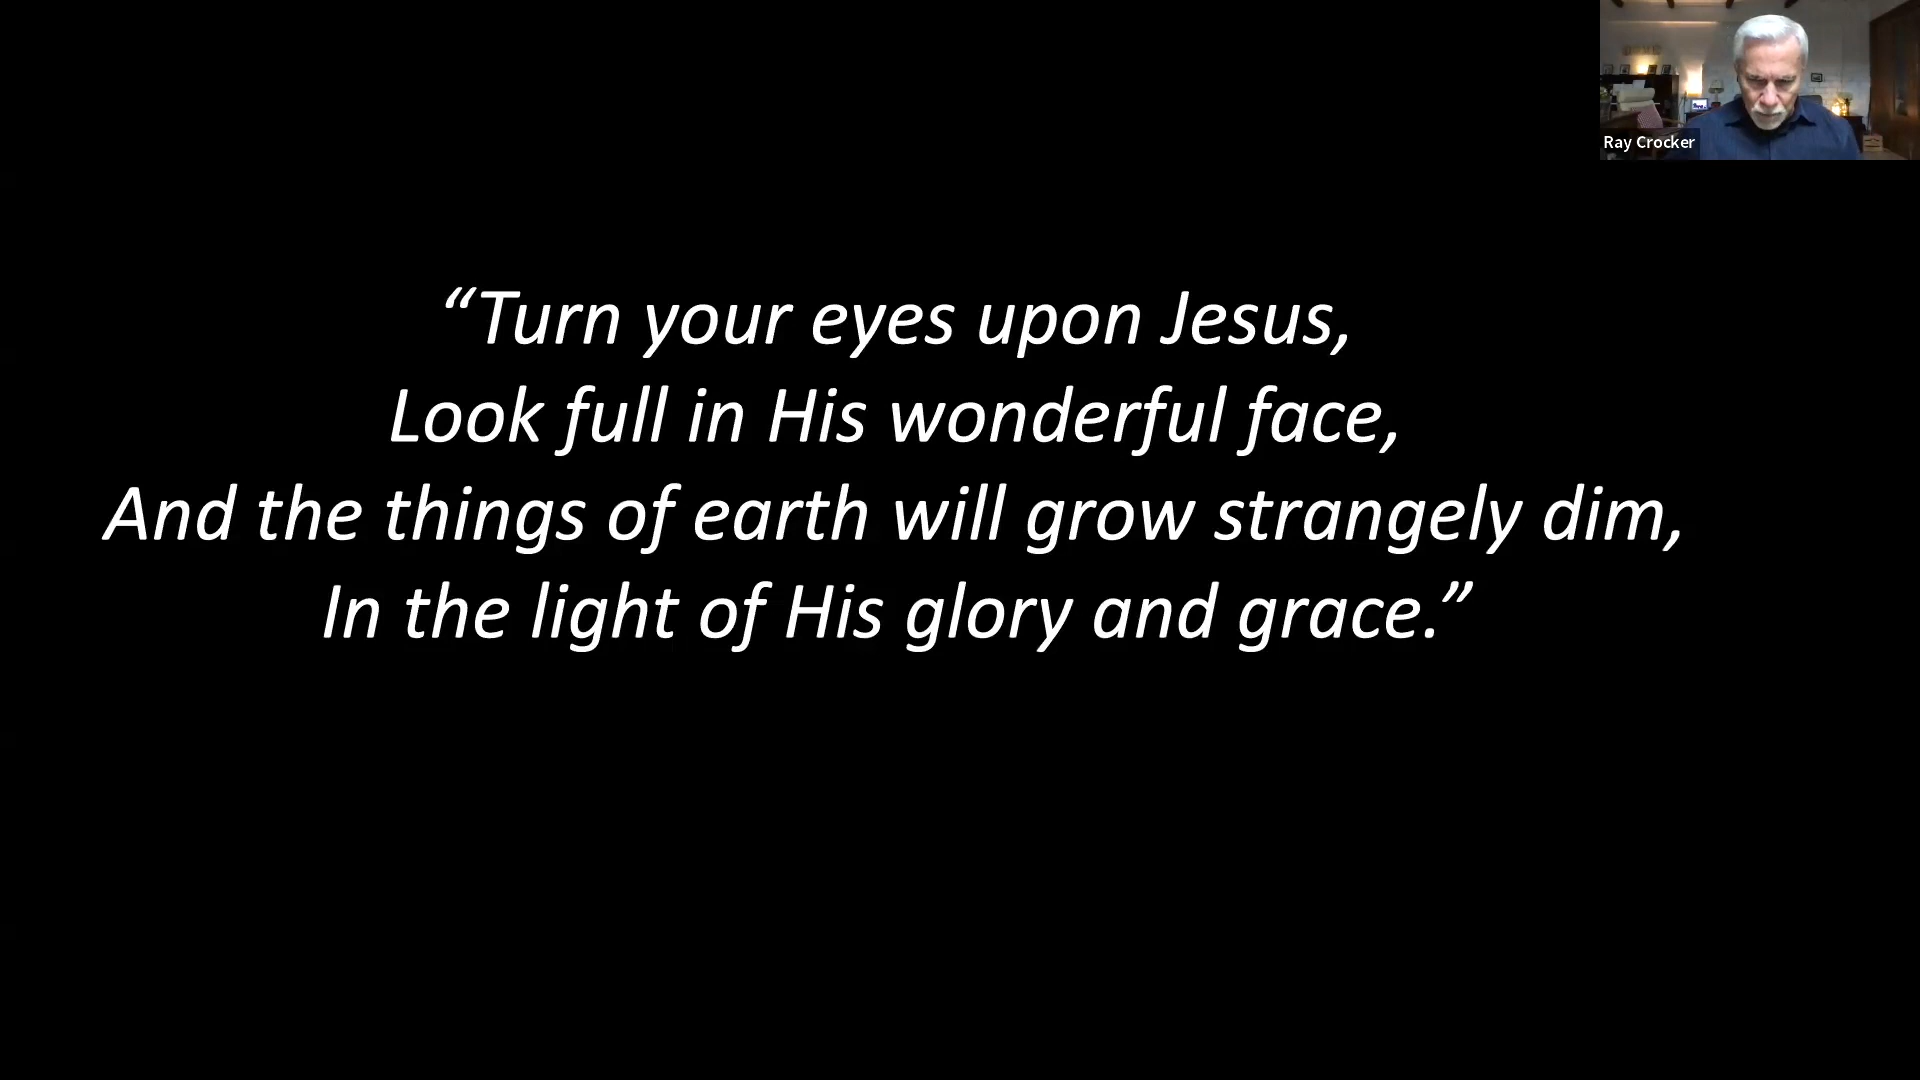 Ray Crocker
“Turn your eyes upon Jesus,
Look full in His wonderful face,
And the things of earth will grow strangely dim,
In the light of His glory and grace.”